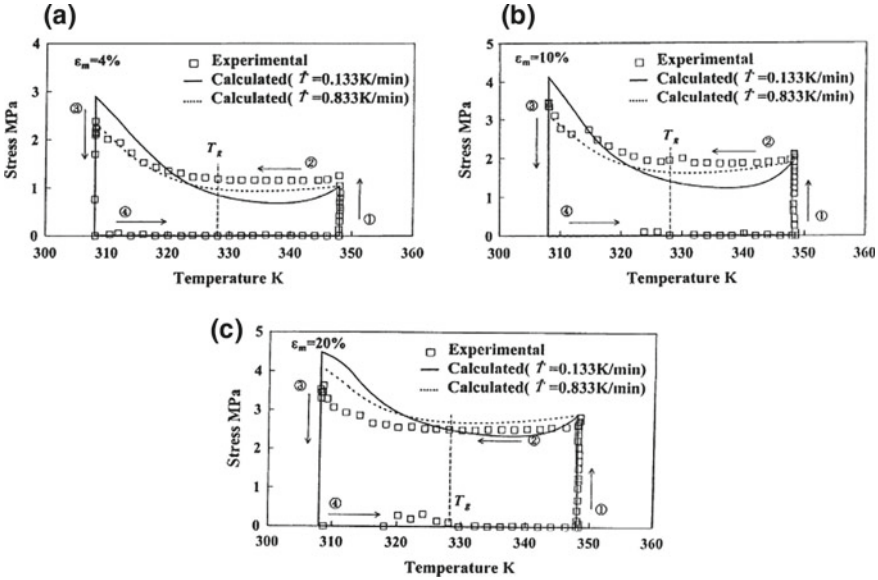 (a)
4
3
2
1
0
300
310
320
330
340
350
360
Stress MPa
Temperature K
εm=4%
Experimental
Calculated( Ṫ =0.133K/min)
Calculated( Ṫ =0.833K/min)
③
Tg
②
④
①
(b)
5
4
3
2
1
0
300
310
320
330
340
350
360
Stress MPa
Temperature K
εm=10%
Experimental
Calculated( Ṫ =0.133K/min)
Calculated( Ṫ =0.833K/min)
③
Tg
②
④
①
(c)
5
4
3
2
1
0
300
310
320
330
340
350
360
Stress MPa
Temperature K
εm=20%
Experimental
Calculated( Ṫ =0.133K/min)
Calculated( Ṫ =0.833K/min)
③
②
Tg
④
①